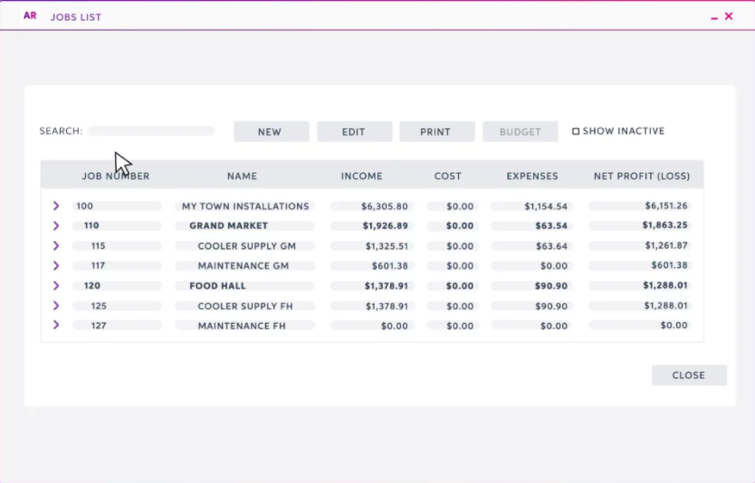 AR JOBS LIST
SEARCH: NEW EDIT PRINT BUDGET SHOW INACTIVE
JOB NUMBER NAME INCOME COST EXPENSES NET PROFIT (LOSS)
100 MY TOWN INSTALLATIONS $6,305.80 $0.00 $1,154.54 $6,151.26
110 GRAND MARKET $1,926.89 $0.00 $63.54 $1,863.25
115 COOLER SUPPLY GM $1,325.51 $0.00 $63.64 $1,261.87
117 MAINTENANCE GM $601.38 $0.00 $0.00 $601.38
120 FOOD HALL $1,378.91 $0.00 $90.90 $1,288.01
125 COOLER SUPPLY FH $1,378.91 $0.00 $90.90 $1,288.01
127 MAINTENANCE FH $0.00 $0.00 $0.00 $0.00
CLOSE